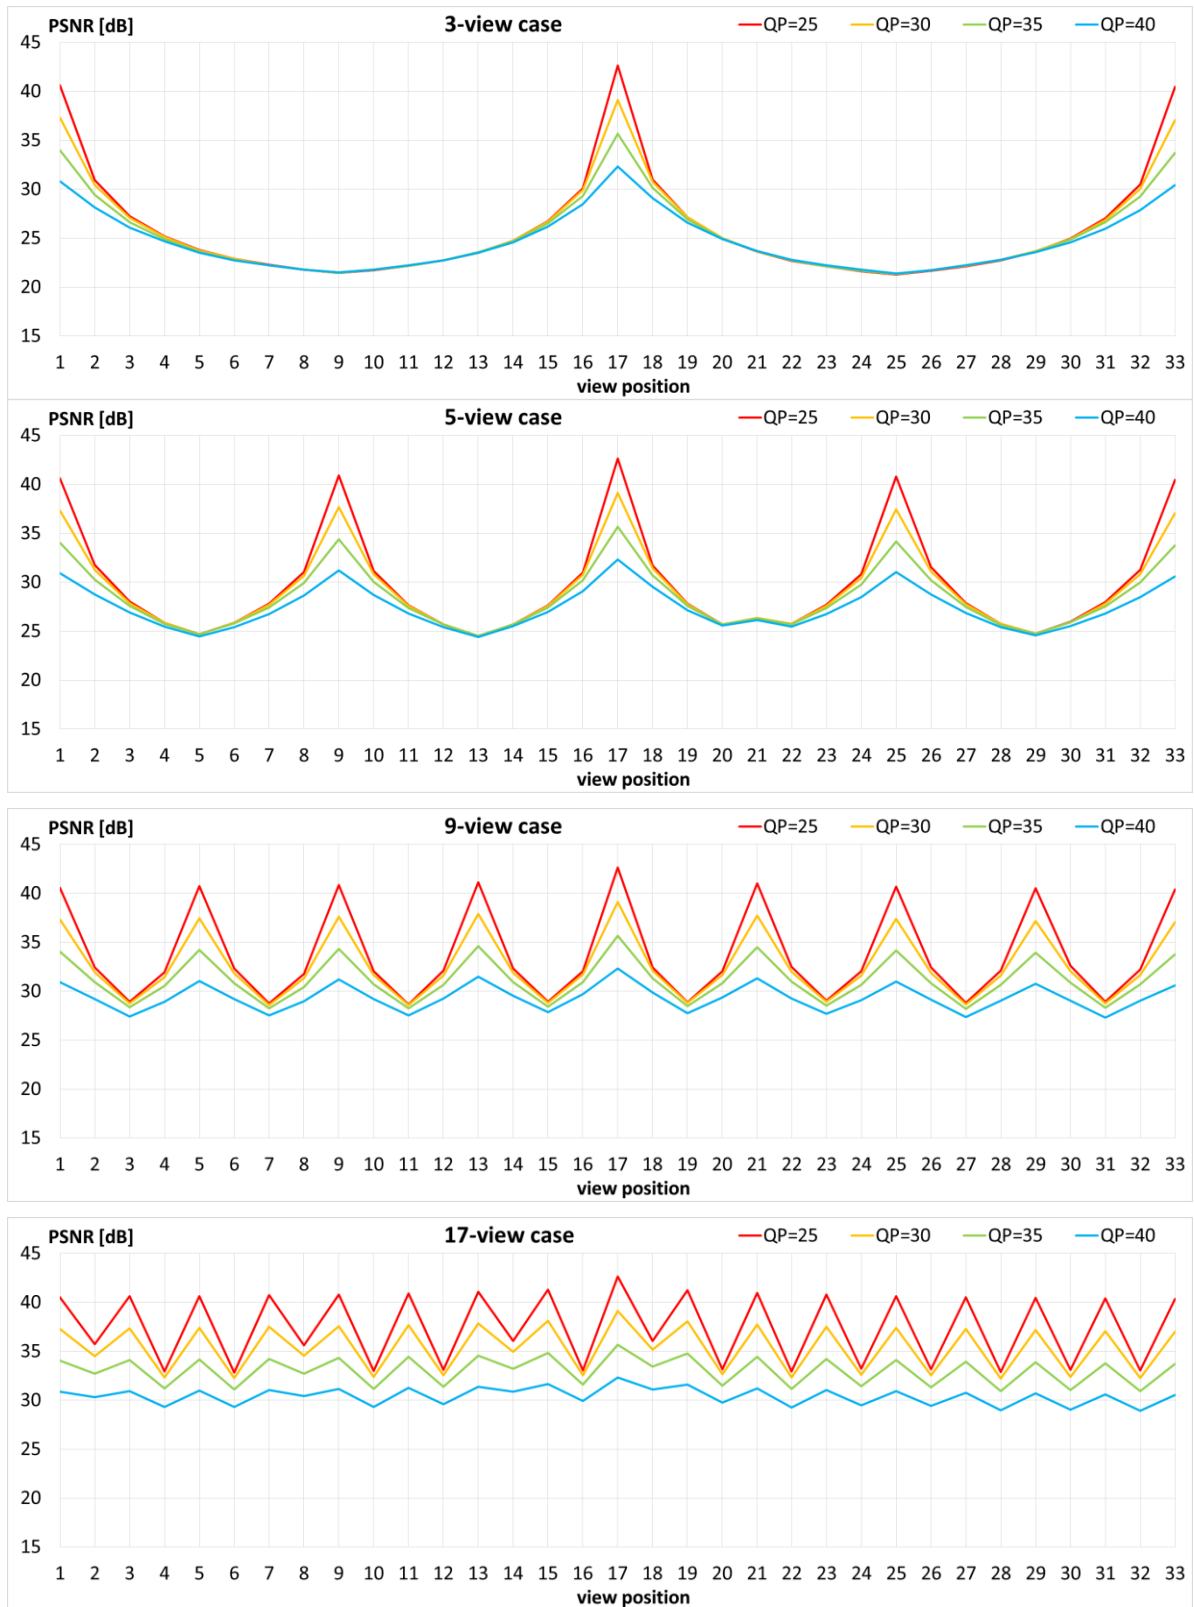 PSNR [dB] 3-view case QP=25 QP=30 QP=35 QP=40
45
40
35
30
25
20
15
1 2 3 4 5 6 7 8 9 10 11 12 13 14 15 16 17 18 19 20 21 22 23 24 25 26 27 28 29 30 31 32 33
view position
PSNR [dB] 5-view case QP=25 QP=30 QP=35 QP=40
45
40
35
30
25
20
15
1 2 3 4 5 6 7 8 9 10 11 12 13 14 15 16 17 18 19 20 21 22 23 24 25 26 27 28 29 30 31 32 33
view position
PSNR [dB] 9-view case QP=25 QP=30 QP=35 QP=40
45
40
35
30
25
20
15
1 2 3 4 5 6 7 8 9 10 11 12 13 14 15 16 17 18 19 20 21 22 23 24 25 26 27 28 29 30 31 32 33
view position
PSNR [dB] 17-view case QP=25 QP=30 QP=35 QP=40
45
40
35
30
25
20
15
1 2 3 4 5 6 7 8 9 10 11 12 13 14 15 16 17 18 19 20 21 22 23 24 25 26 27 28 29 30 31 32 33
view position